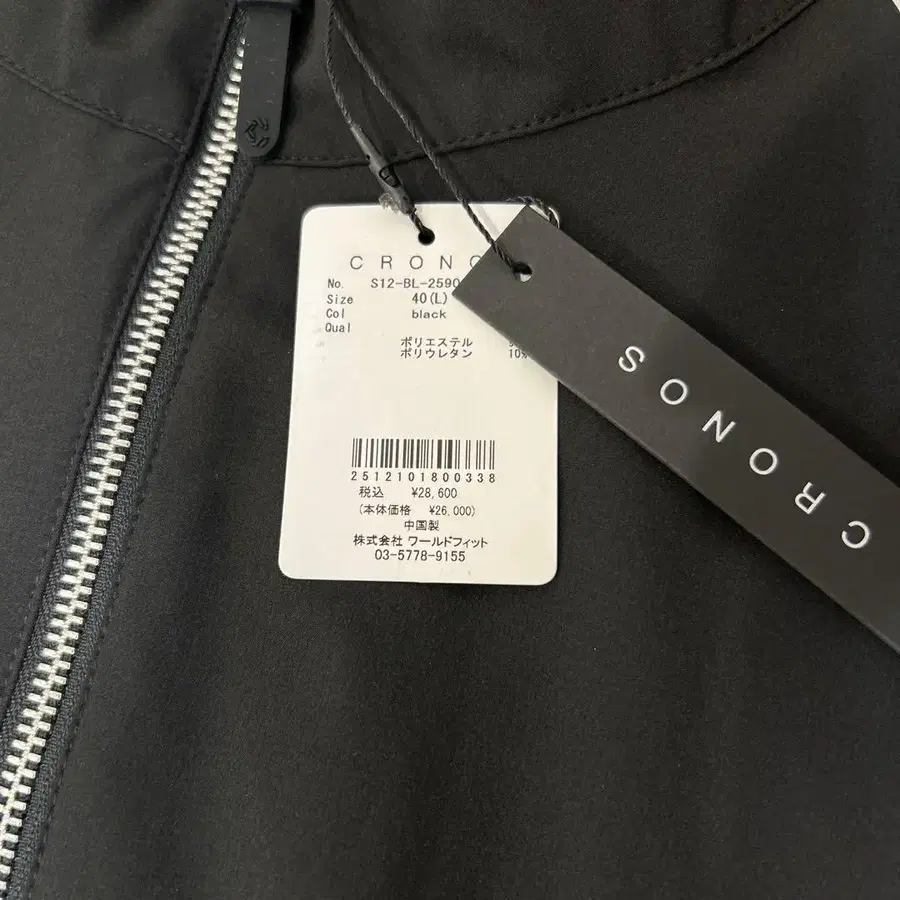 CRONO
No. S12-BL-2590
Size 40(L)
Col black
Qual
ポリエステル
ポリウレタン 10%
2512101800338
税込 ¥28,600
(本体価格 ¥26,000)
中国製
株式会社 ワールドフィット
03-5778-9155
CRONOS